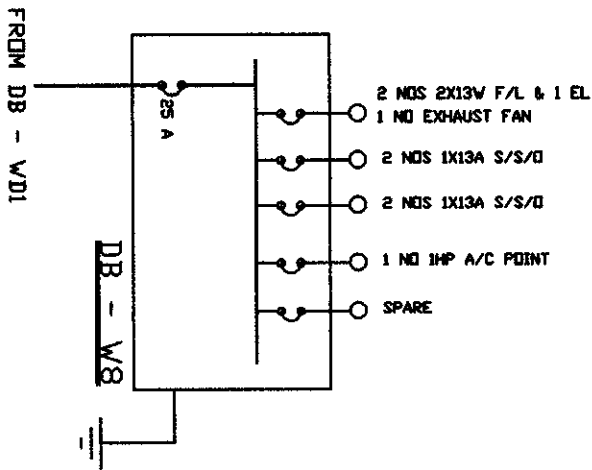 FROM DB - WD1
25 A
2 NOS 2X13W F/L & 1 EL
1 NO EXHAUST FAN
2 NOS 1X13A S/S/O
2 NOS 1X13A S/S/O
1 NO 1HP A/C POINT
SPARE
DB - W8